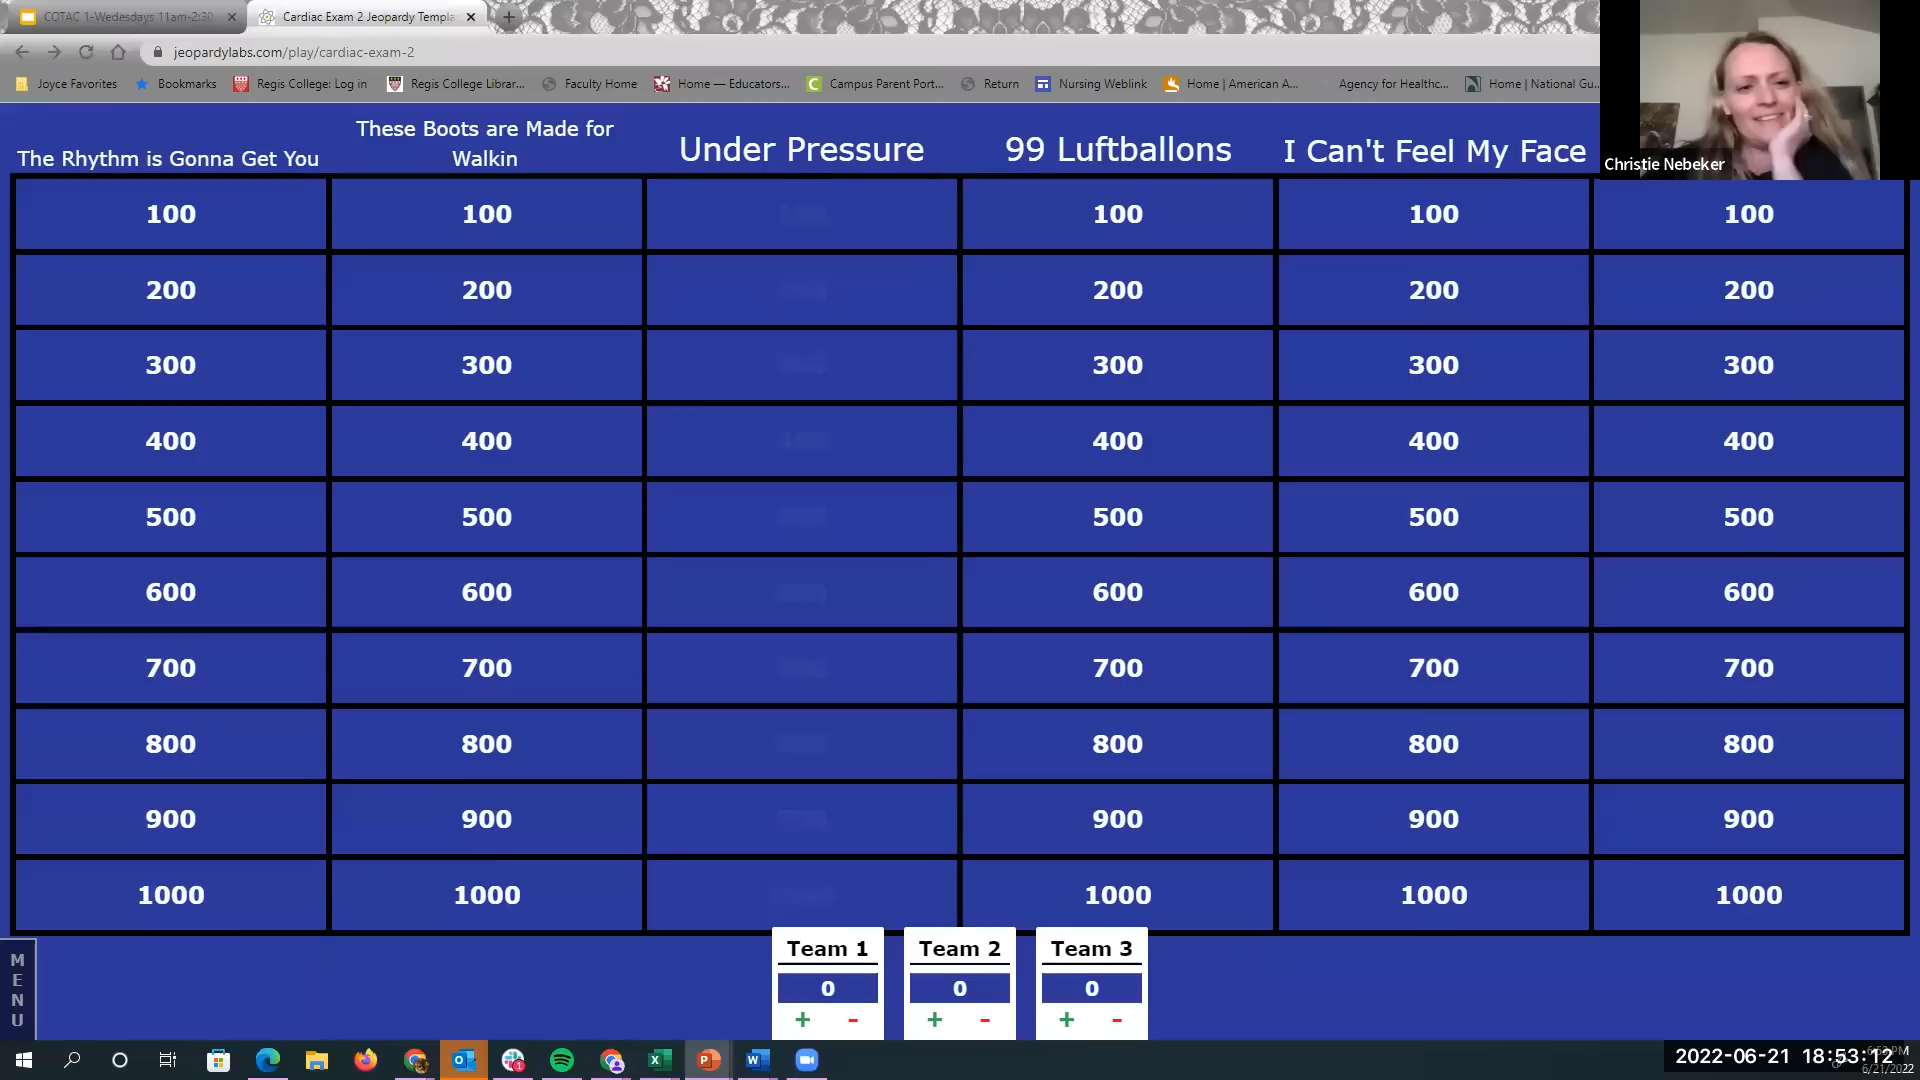 COTAC 1-Wedesdays 11am-2:30
Cardiac Exam 2 Jeopardy Templa
jeopardylabs.com/play/cardiac-exam-2
Joyce Favorites Bookmarks Regis College: Log in Regis College Librar... Faculty Home Home — Educators... Campus Parent Port... Return Nursing Weblink Home | American A... Agency for Healthc... Home | National Gu...
Christie Nebeker
The Rhythm is Gonna Get You
These Boots are Made for
Walkin
Under Pressure
99 Luftballons
I Can't Feel My Face
100 100 100 100 100
200 200 200 200 200
300 300 300 300 300
400 400 400 400 400
500 500 500 500 500
600 600 600 600 600
700 700 700 700 700
800 800 800 800 800
900 900 900 900 900
1000 1000 1000 1000 1000
MENU
Team 1 Team 2 Team 3
0 0 0
+ - + - + -
2022-06-21 18:53:12
6/21/2022